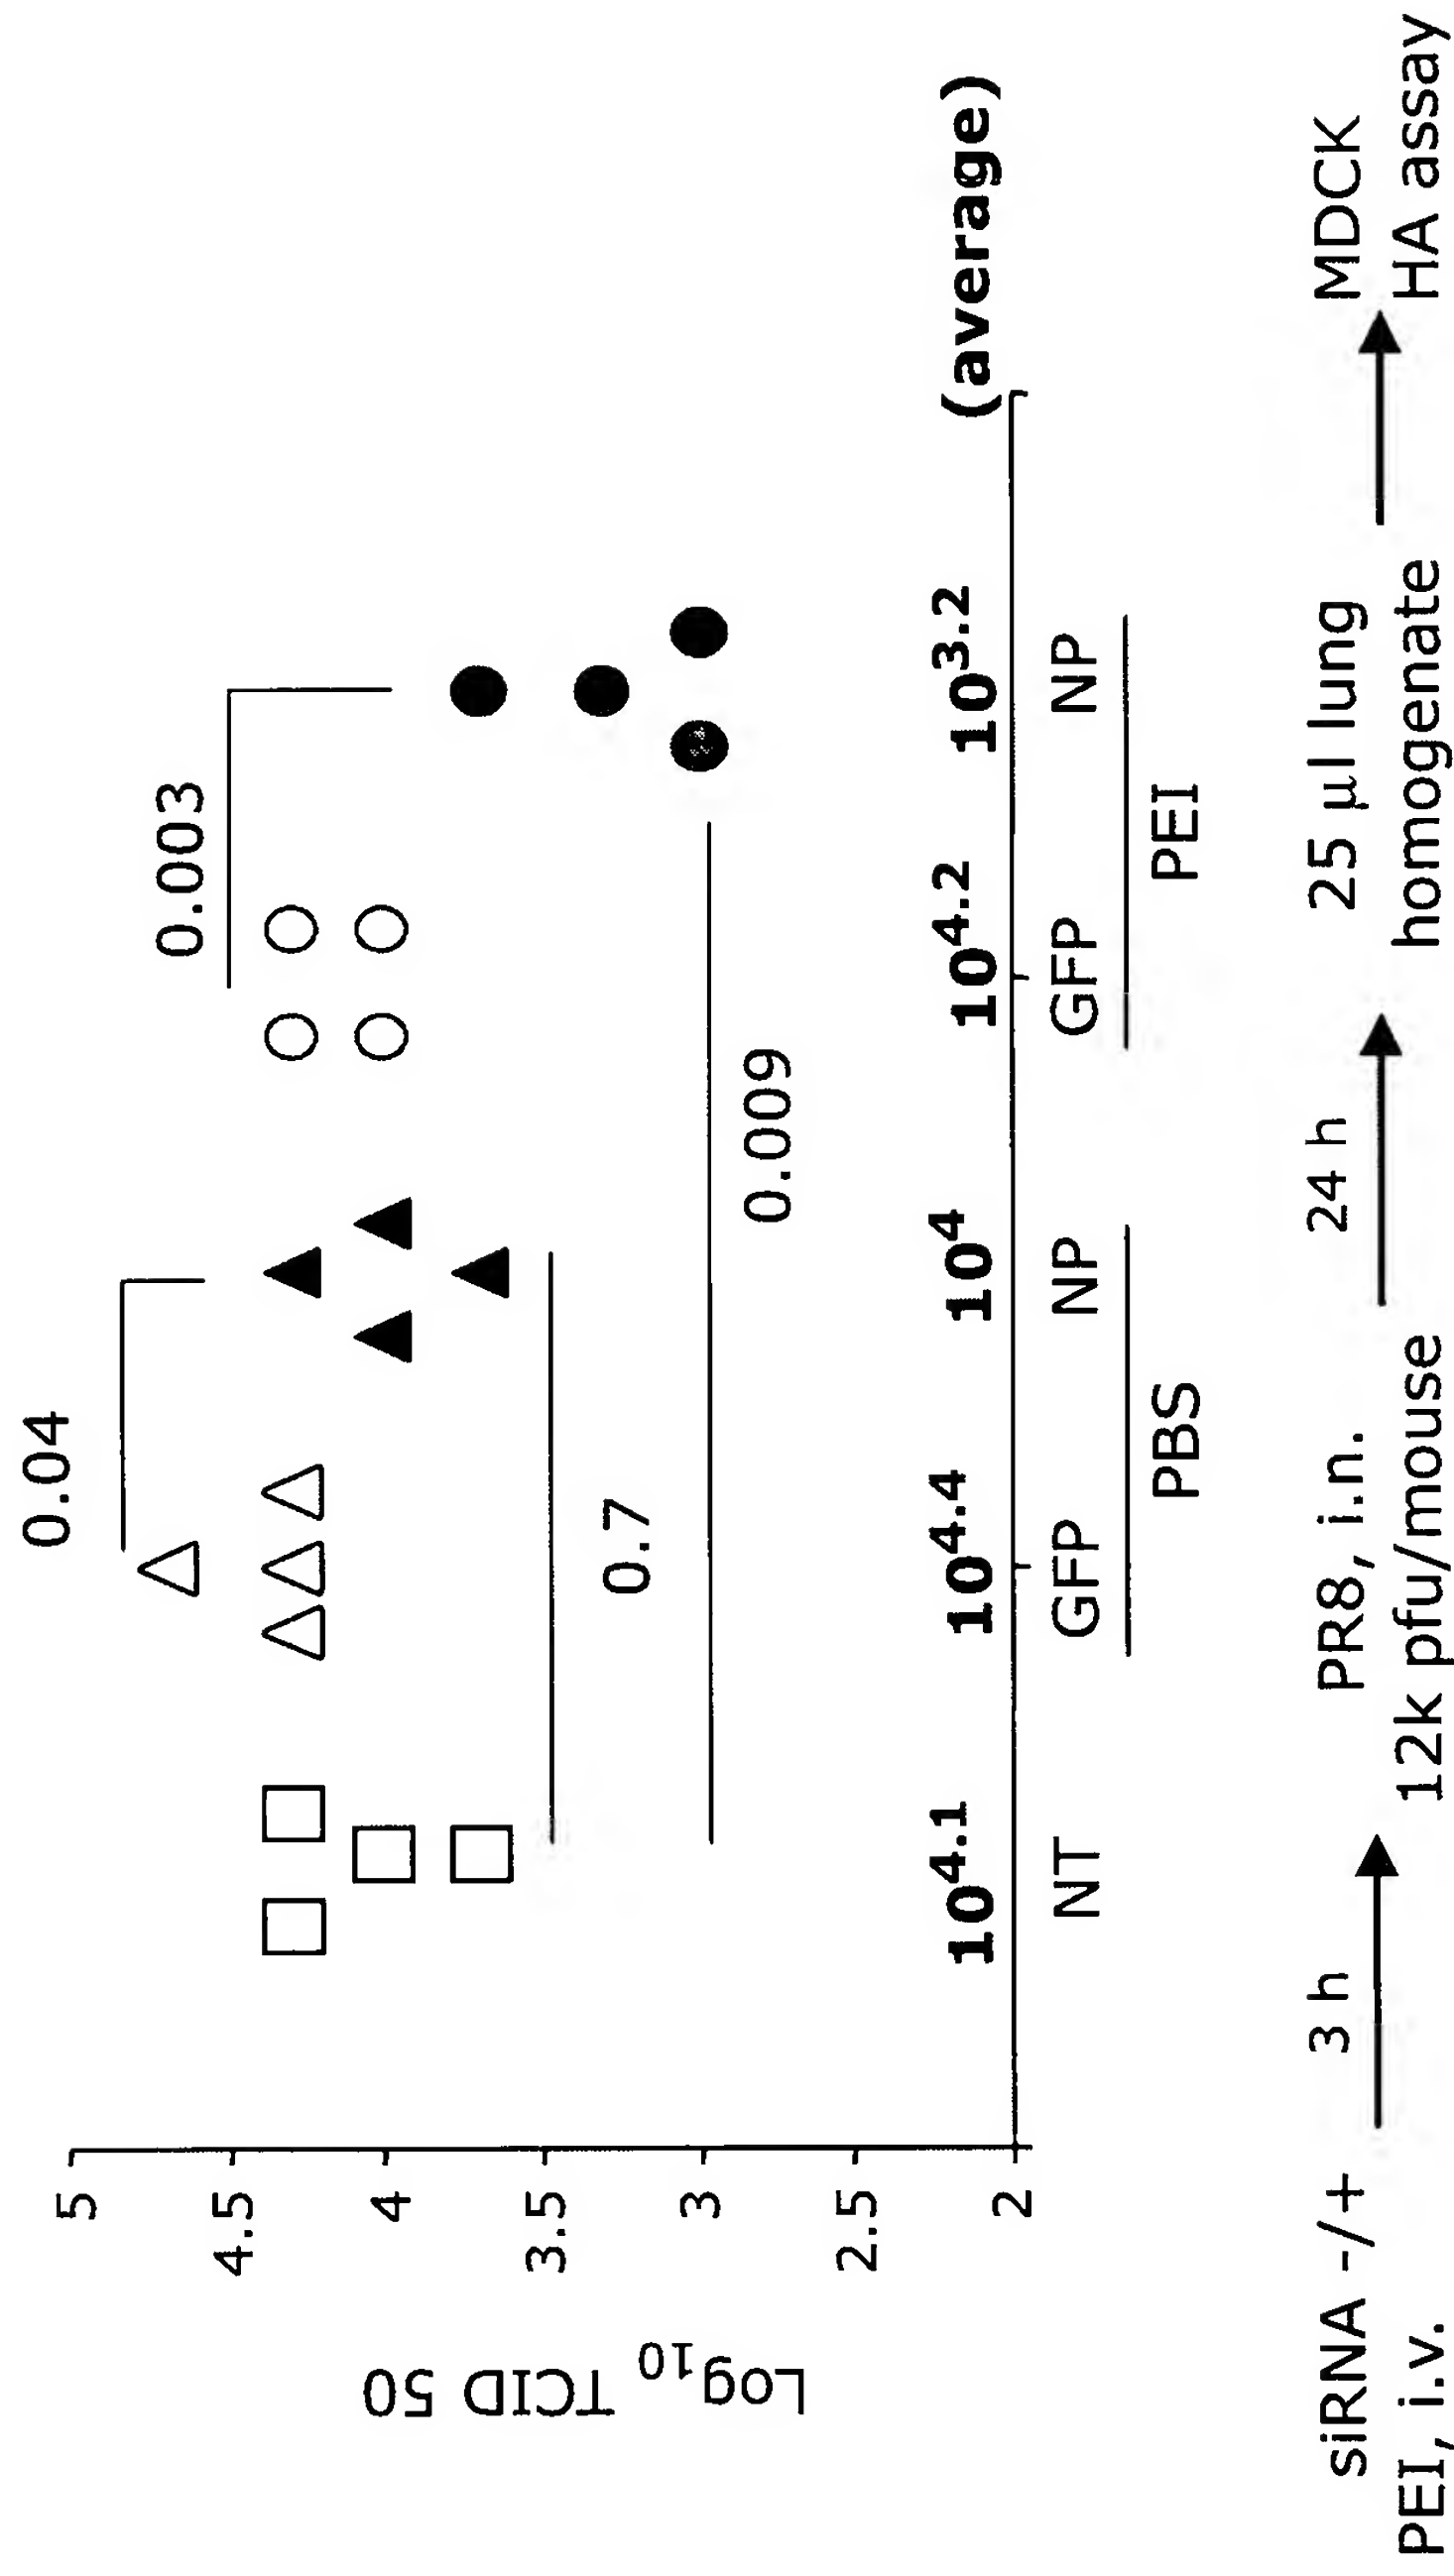 0.04
0.003
0.7
0.009
5
4.5
4
3.5
3
2.5
2
Log10 TCID 50
10^4.1 10^4.4 10^4 10^4.2 10^3.2 (average)
NT GFP NP GFP NP
PBS PEI
siRNA -/+ 3 h PR8, i.n. 24 h 25 µl lung MDCK
PEI, i.v. 12k pfu/mouse homogenate HA assay